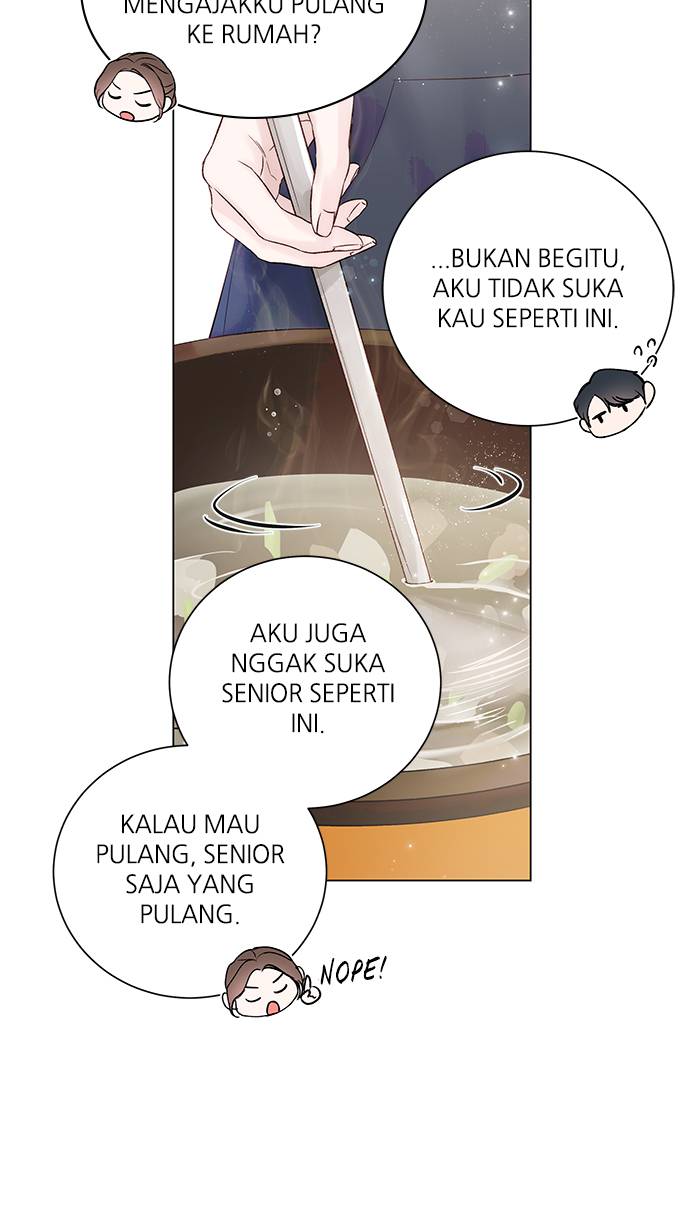 MENGAJAKKU PULANG
KE RUMAH?
...BUKAN BEGITU,
AKU TIDAK SUKA
KAU SEPERTI INI.
AKU JUGA
NGGAK SUKA
SENIOR SEPERTI
INI.
KALAU MAU
PULANG, SENIOR
SAJA YANG
PULANG.
NOPE!